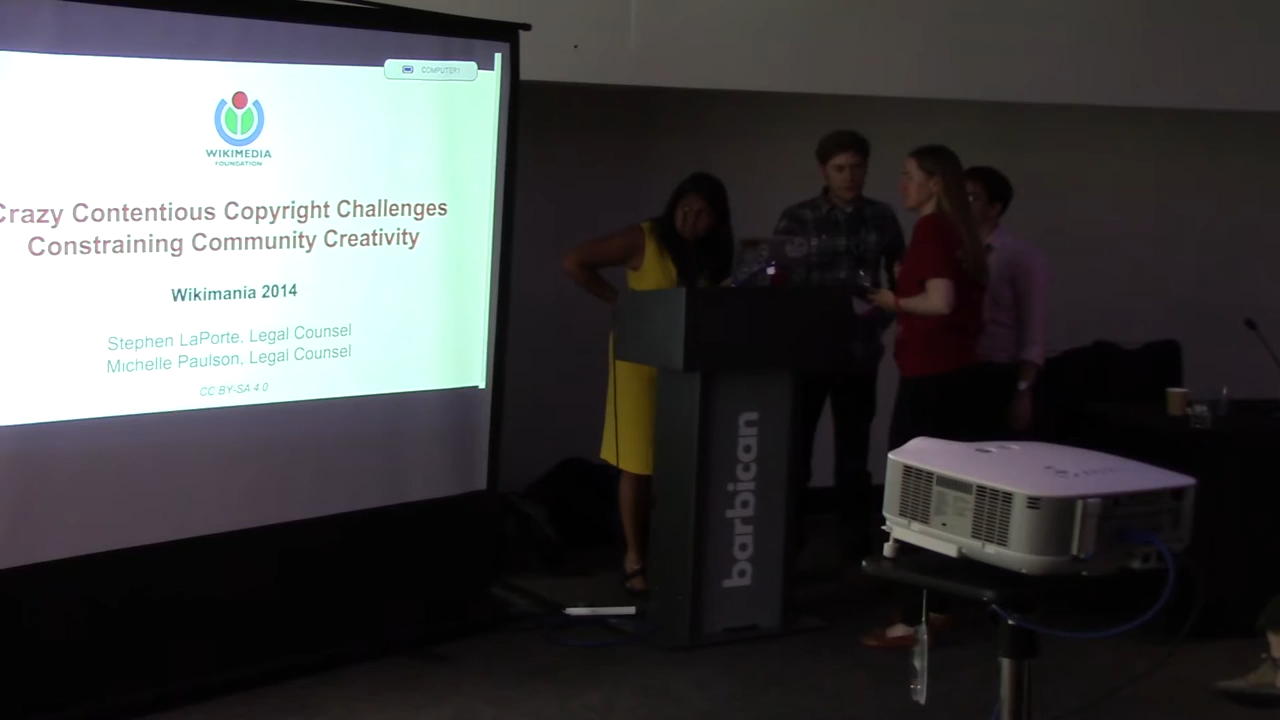 COMPUTER1
WIKIMEDIA
FOUNDATION
Crazy Contentious Copyright Challenges
Constraining Community Creativity
Wikimania 2014
Stephen LaPorte, Legal Counsel
Michelle Paulson, Legal Counsel
CC BY-SA 4.0
barbican